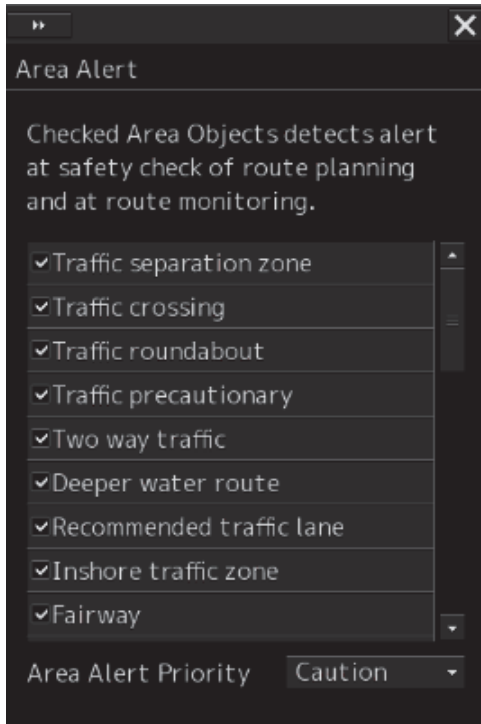 Area Alert
Checked Area Objects detects alert
at safety check of route planning
and at route monitoring.
Traffic separation zone
Traffic crossing
Traffic roundabout
Traffic precautionary
Two way traffic
Deeper water route
Recommended traffic lane
Inshore traffic zone
Fairway
Area Alert Priority Caution